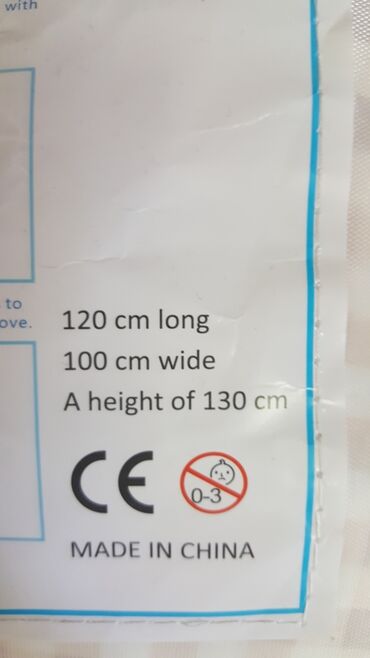 with
to
ove.
120 cm long
100 cm wide
A height of 130 cm
CE
0-3
MADE IN CHINA